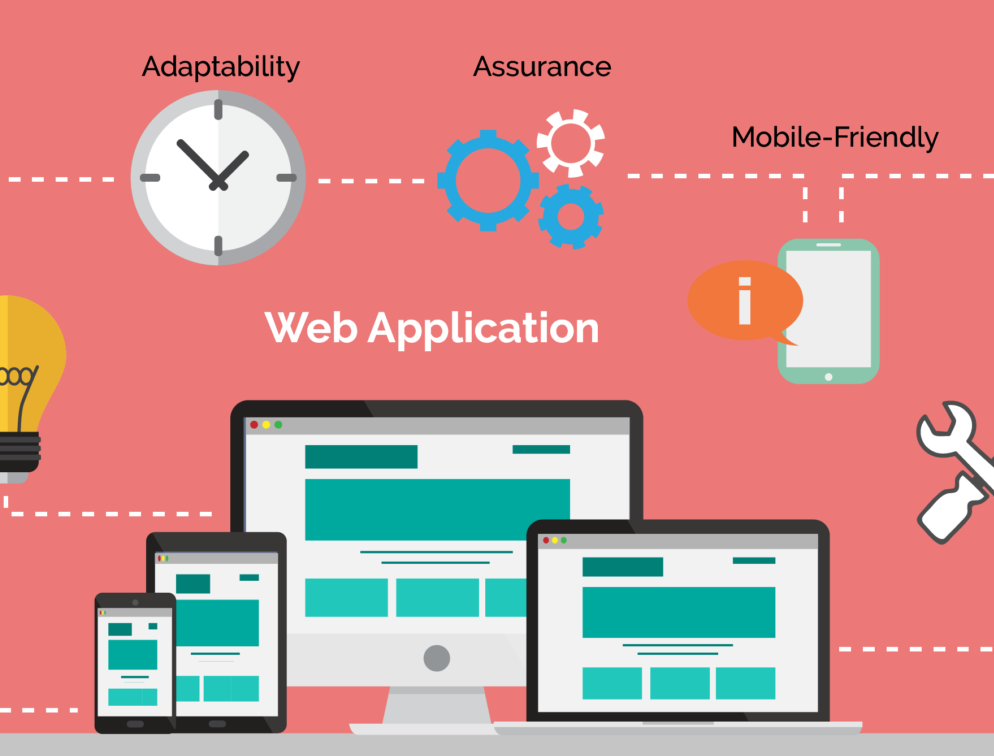 Adaptability
Assurance
Mobile-Friendly
i
Web Application